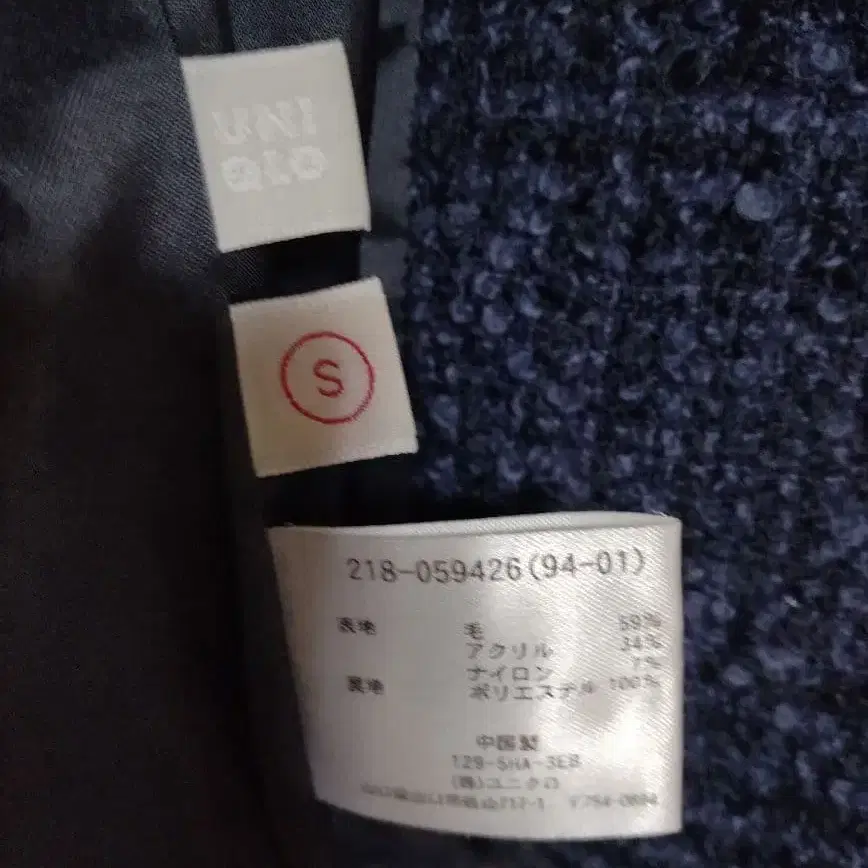 UNI
QLO
S
218-059426(94-01)
表地 毛 59%
アクリル 34%
ナイロン 7%
裏地 ポリエステル 100%
中国製
129-SHA-3EB
(株)ユニクロ
717-1